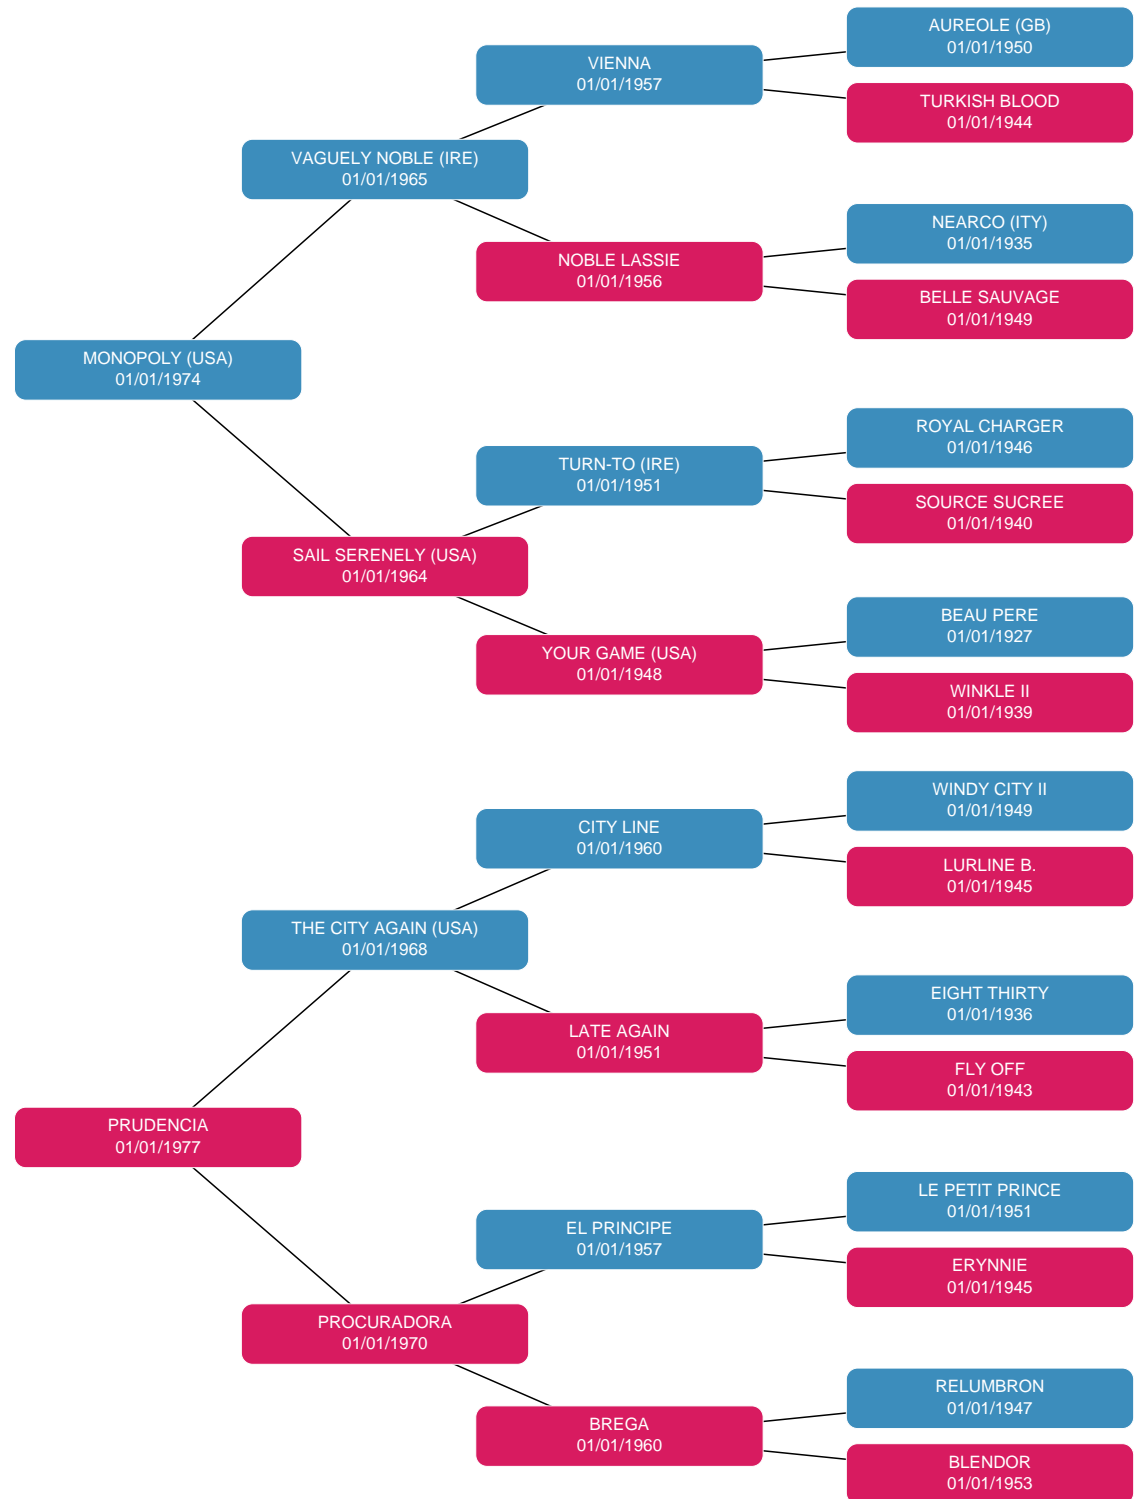 AUREOLE (GB)
01/01/1950
VIENNA
01/01/1957
TURKISH BLOOD
01/01/1944
VAGUELY NOBLE (IRE)
01/01/1965
NEARCO (ITY)
01/01/1935
NOBLE LASSIE
01/01/1956
BELLE SAUVAGE
01/01/1949
MONOPOLY (USA)
01/01/1974
ROYAL CHARGER
01/01/1946
TURN-TO (IRE)
01/01/1951
SOURCE SUCREE
01/01/1940
SAIL SERENELY (USA)
01/01/1964
BEAU PERE
01/01/1927
YOUR GAME (USA)
01/01/1948
WINKLE II
01/01/1939
WINDY CITY II
01/01/1949
CITY LINE
01/01/1960
LURLINE B.
01/01/1945
THE CITY AGAIN (USA)
01/01/1968
EIGHT THIRTY
01/01/1936
LATE AGAIN
01/01/1951
FLY OFF
01/01/1943
PRUDENCIA
01/01/1977
LE PETIT PRINCE
01/01/1951
EL PRINCIPE
01/01/1957
ERYNNIE
01/01/1945
PROCURADORA
01/01/1970
RELUMBRON
01/01/1947
BREGA
01/01/1960
BLENDOR
01/01/1953